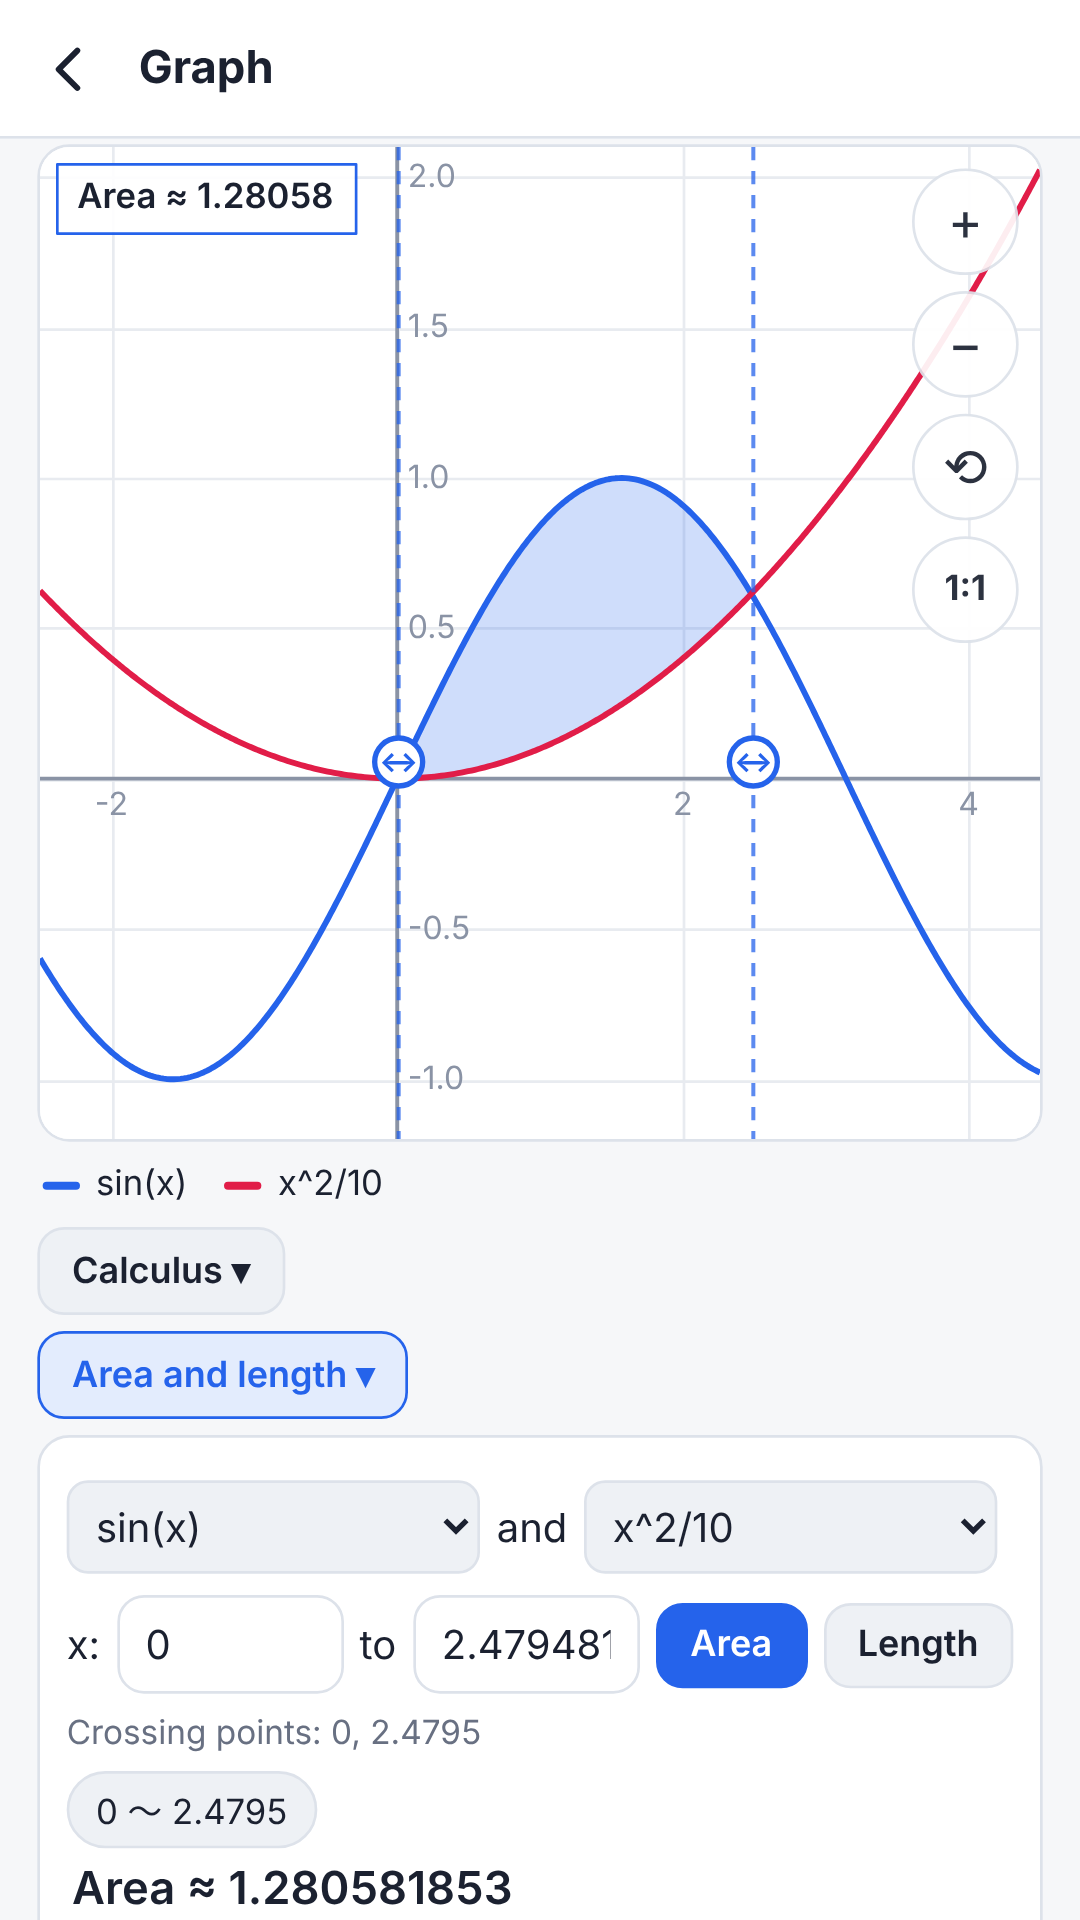 Graph
Area ≈ 1.28058
2.0
+
1.5
−
1.0
1:1
0.5
-2
2
4
-0.5
-1.0
sin(x)
x^2/10
Calculus ▼
Area and length ▼
sin(x) and x^2/10
x: 0 to 2.479481 Area Length
Crossing points: 0, 2.4795
0 ～ 2.4795
Area ≈ 1.280581853